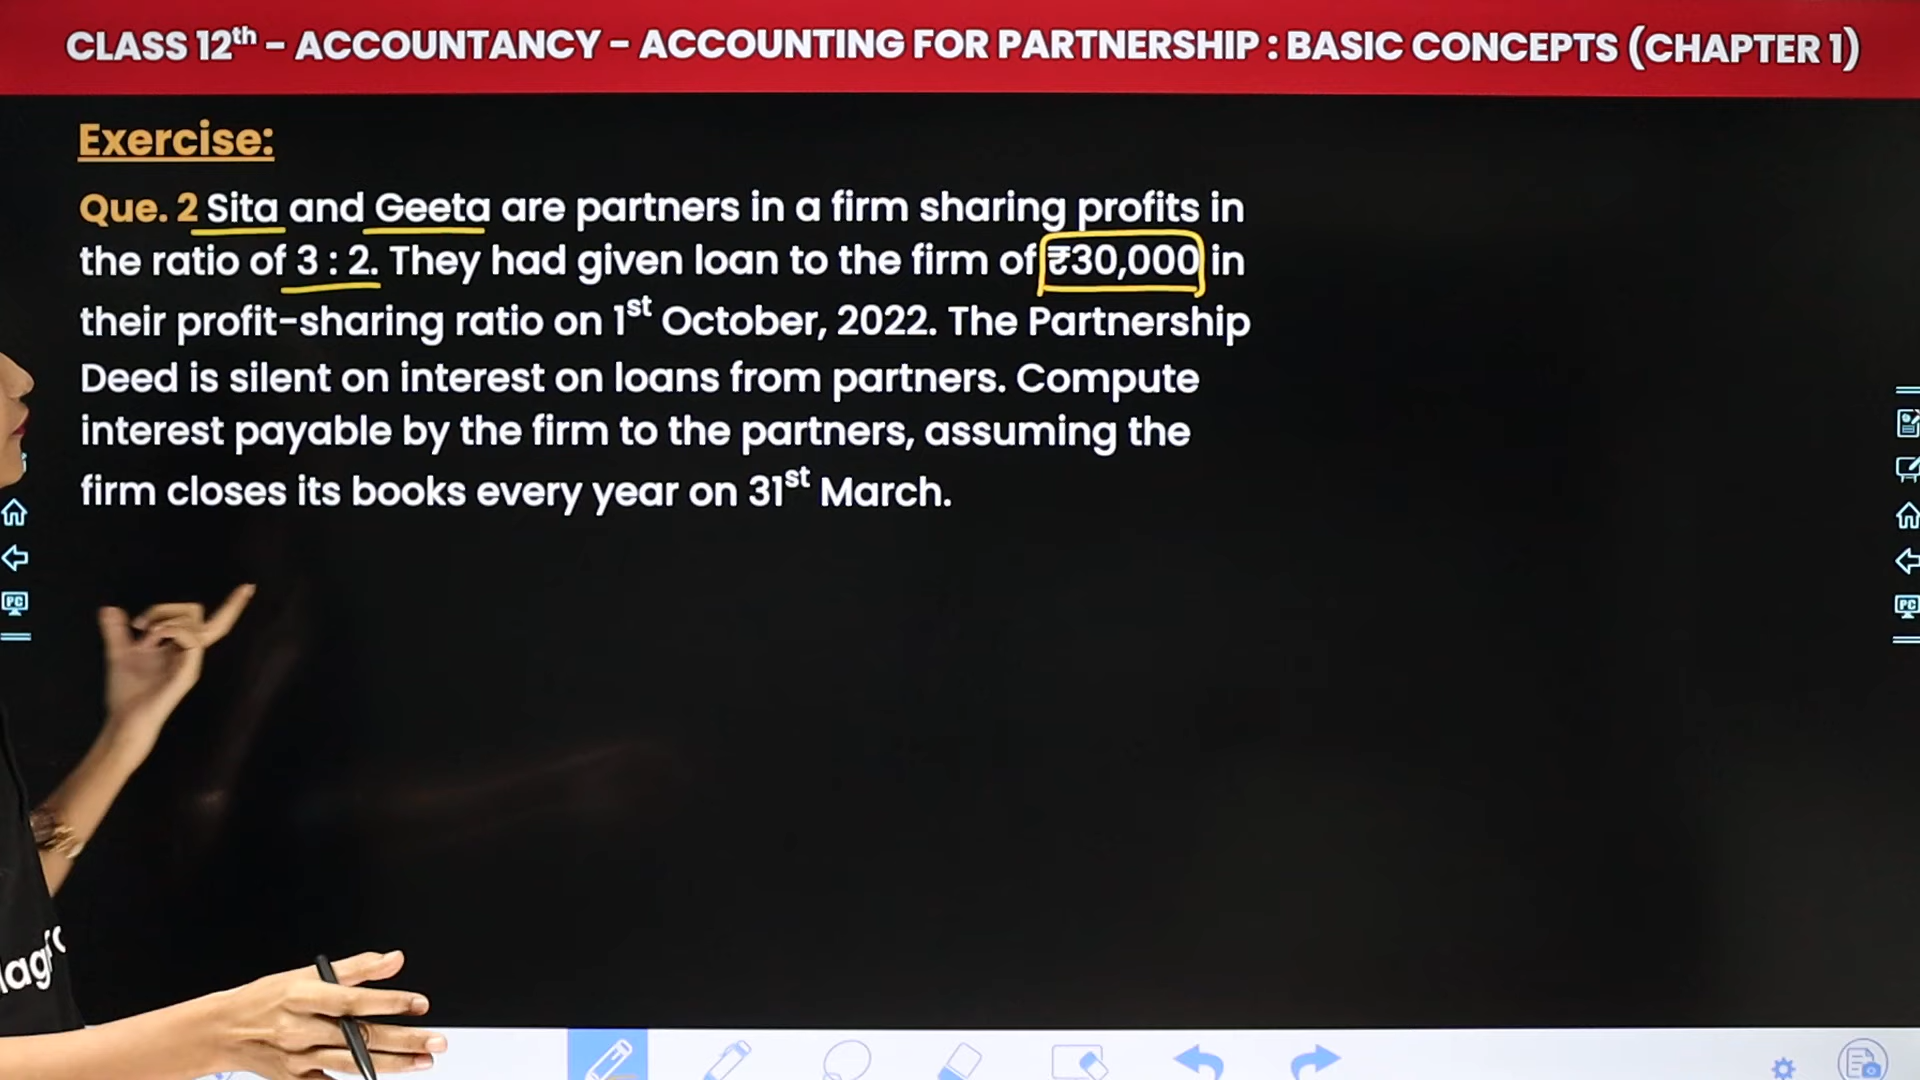 CLASS 12th - ACCOUNTANCY - ACCOUNTING FOR PARTNERSHIP : BASIC CONCEPTS (CHAPTER 1)
Exercise:
Que. 2 Sita and Geeta are partners in a firm sharing profits in
the ratio of 3 : 2. They had given loan to the firm of ₹30,000 in
their profit-sharing ratio on 1st October, 2022. The Partnership
Deed is silent on interest on loans from partners. Compute
interest payable by the firm to the partners, assuming the
firm closes its books every year on 31st March.
PC
PC